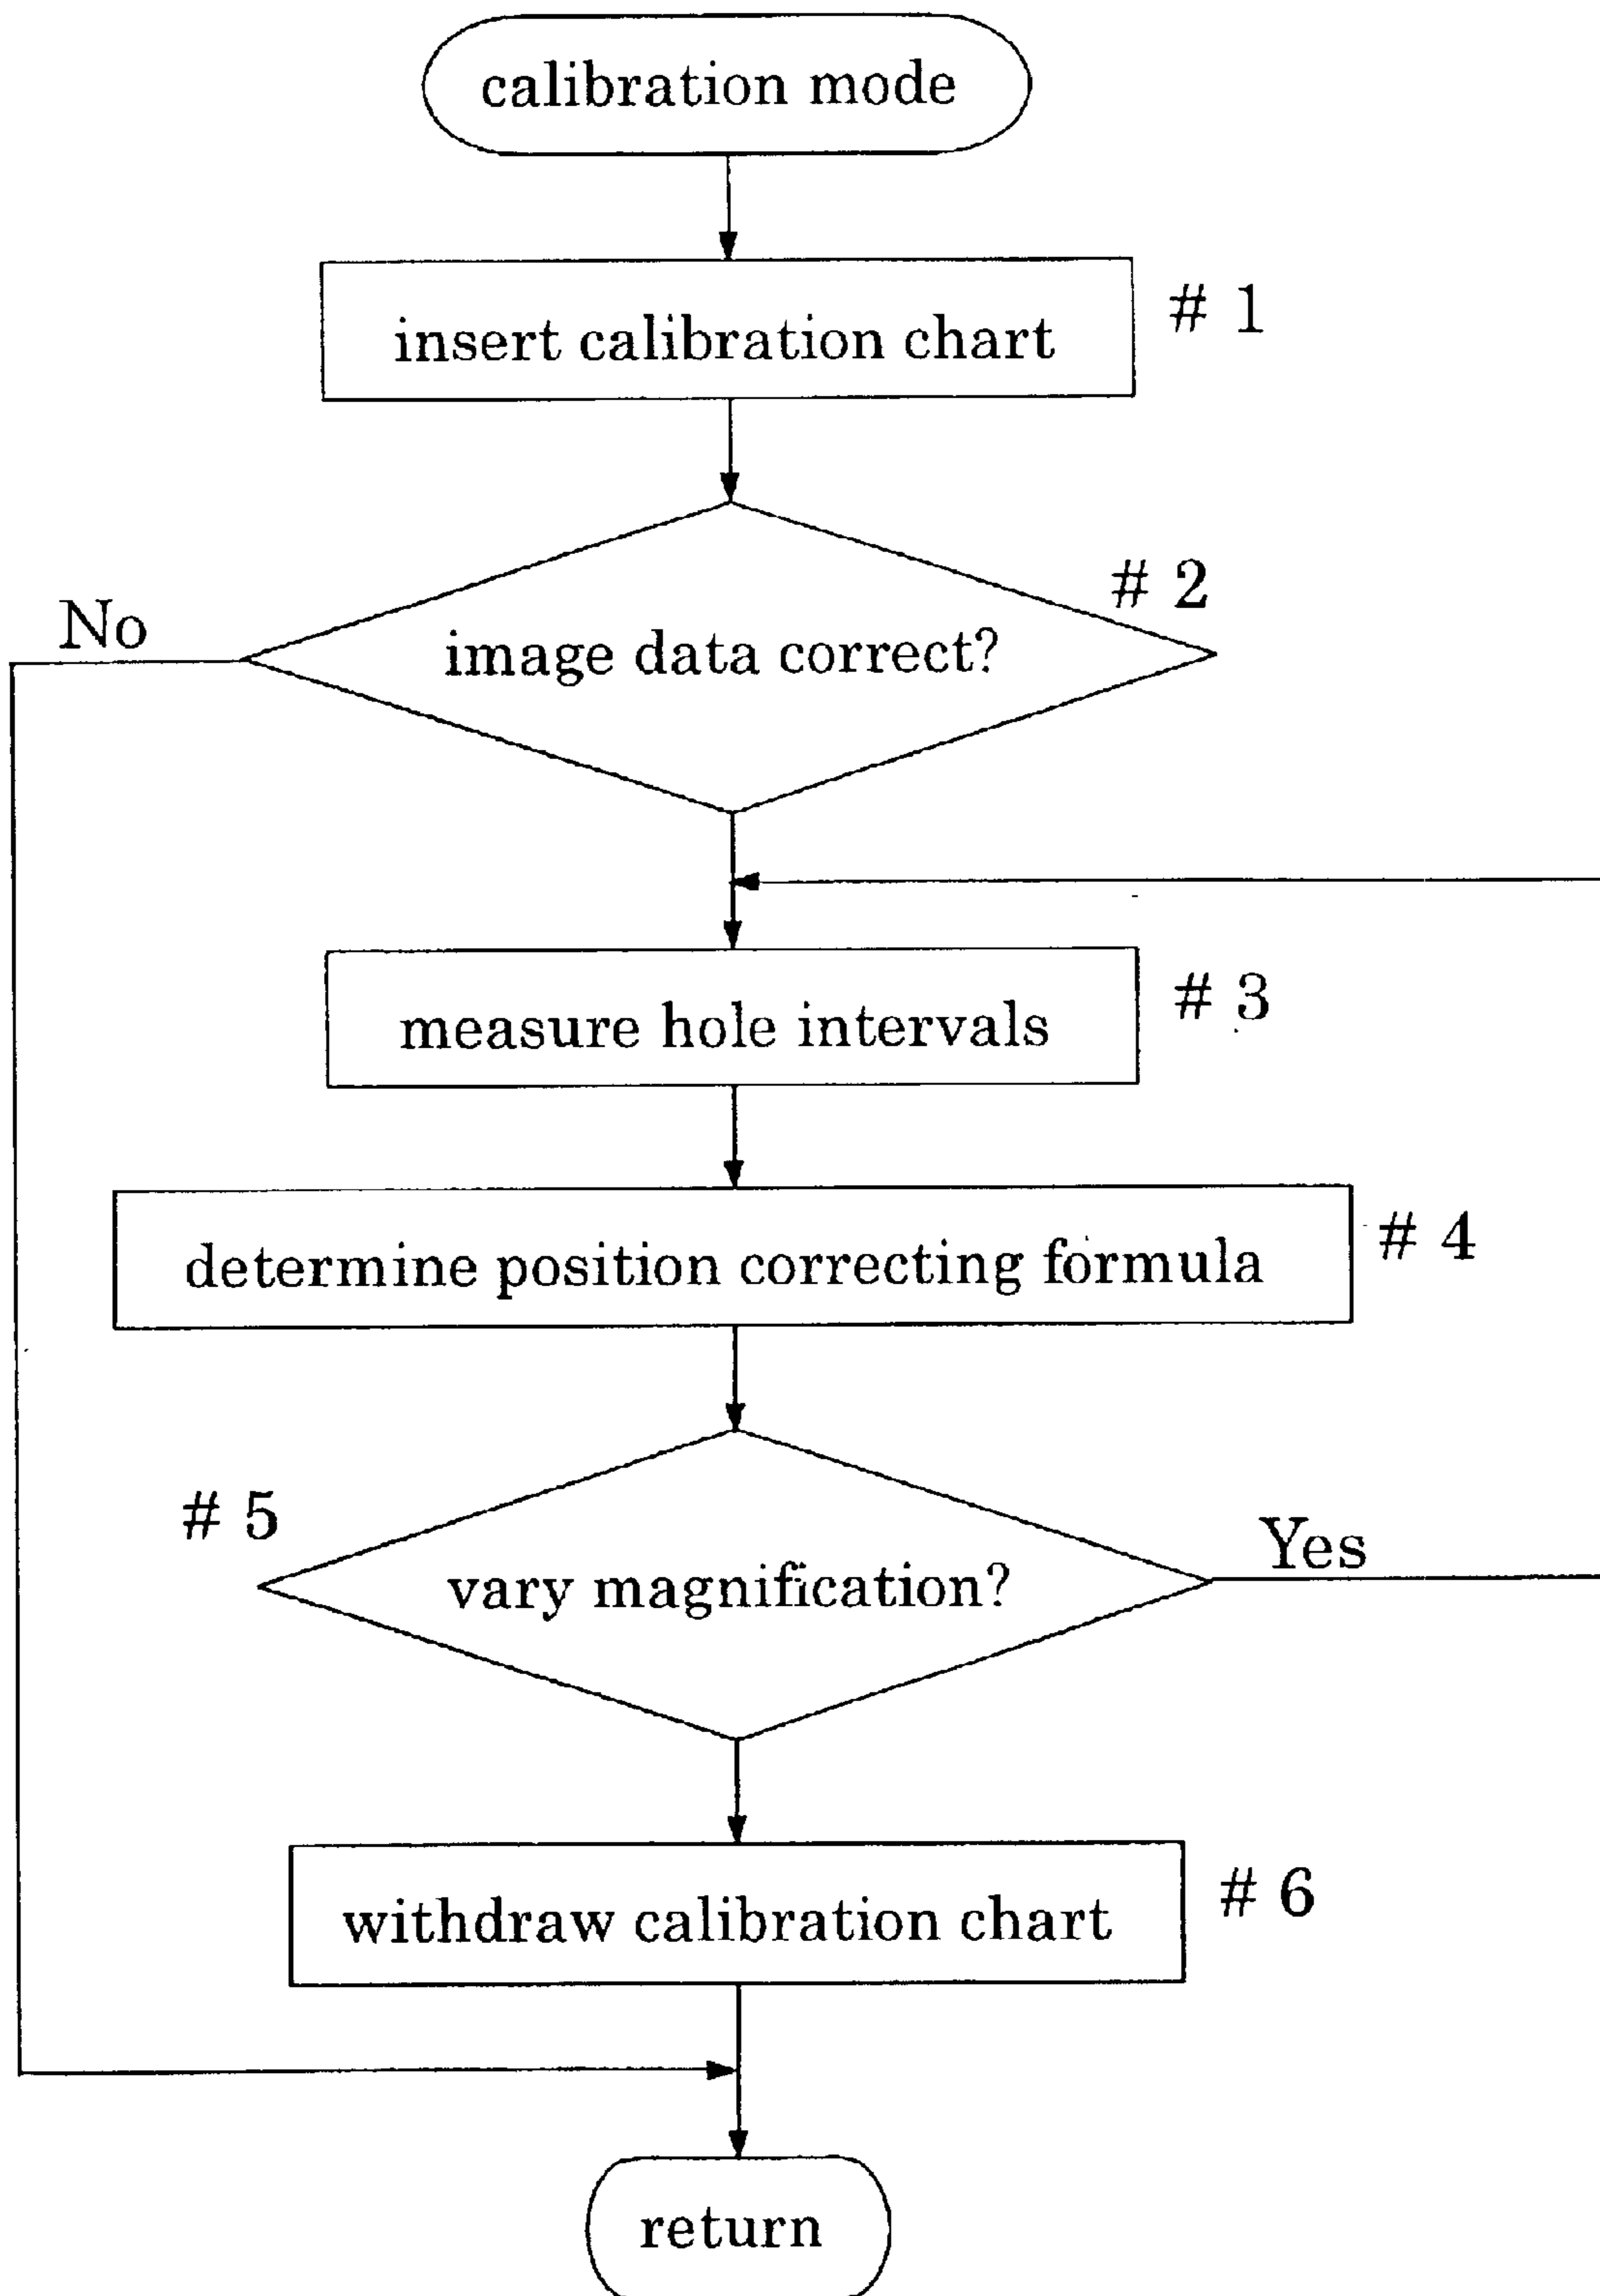 calibration mode
insert calibration chart
# 1
# 2
No
image data correct?
measure hole intervals
# 3
determine position correcting formula
# 4
# 5
Yes
vary magnification?
withdraw calibration chart
# 6
return